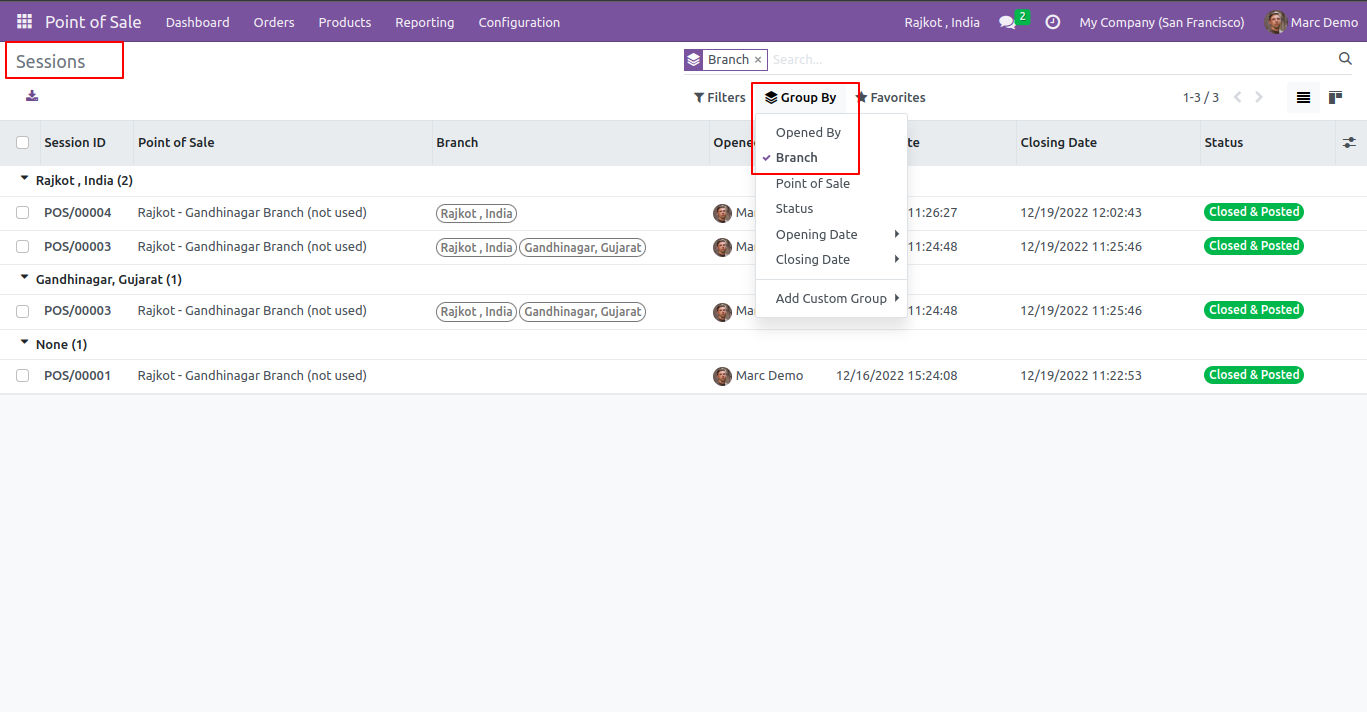 Point of Sale Dashboard Orders Products Reporting Configuration Rajkot , India 2 My Company (San Francisco) Marc Demo
Sessions Branch × Search...
Filters Group By Favorites 1-3 / 3
Session ID Point of Sale Branch Opene te Closing Date Status
Opened By
Branch
Point of Sale
Status
Opening Date
Closing Date
Add Custom Group
Rajkot , India (2)
POS/00004 Rajkot - Gandhinagar Branch (not used) Rajkot , India Ma 11:26:27 12/19/2022 12:02:43 Closed & Posted
POS/00003 Rajkot - Gandhinagar Branch (not used) Rajkot , India Gandhinagar, Gujarat Ma 11:24:48 12/19/2022 11:25:46 Closed & Posted
Gandhinagar, Gujarat (1)
POS/00003 Rajkot - Gandhinagar Branch (not used) Rajkot , India Gandhinagar, Gujarat Ma 11:24:48 12/19/2022 11:25:46 Closed & Posted
None (1)
POS/00001 Rajkot - Gandhinagar Branch (not used) Marc Demo 12/16/2022 15:24:08 12/19/2022 11:22:53 Closed & Posted